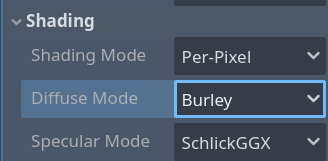 Shading
Shading Mode Per-Pixel
Diffuse Mode Burley
Specular Mode SchlickGGX